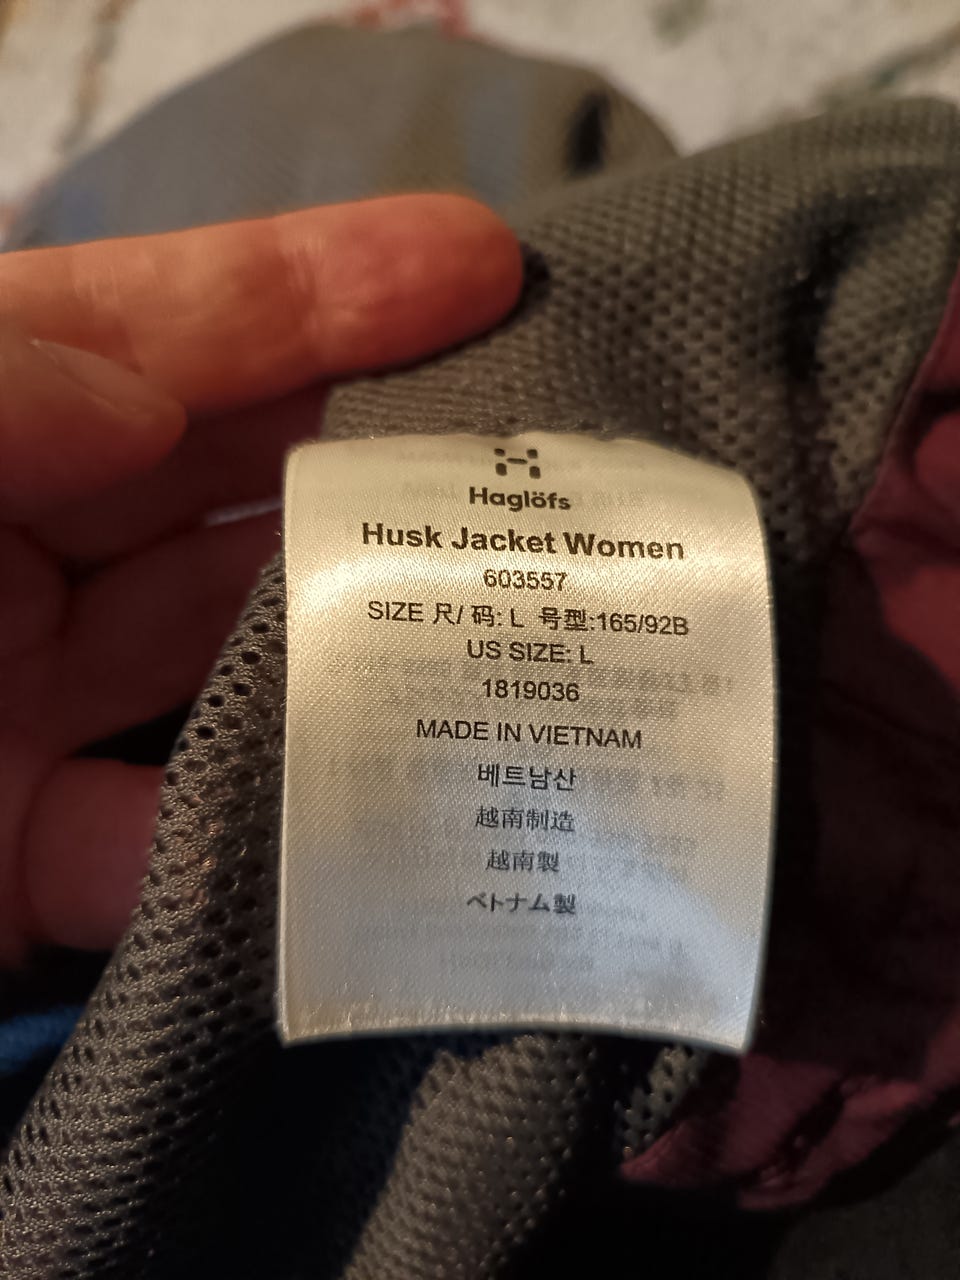 Haglöfs
Husk Jacket Women
603557
SIZE 尺/ 码: L 号型:165/92B
US SIZE: L
1819036
MADE IN VIETNAM
베트남산
越南制造
越南製
ベトナム製